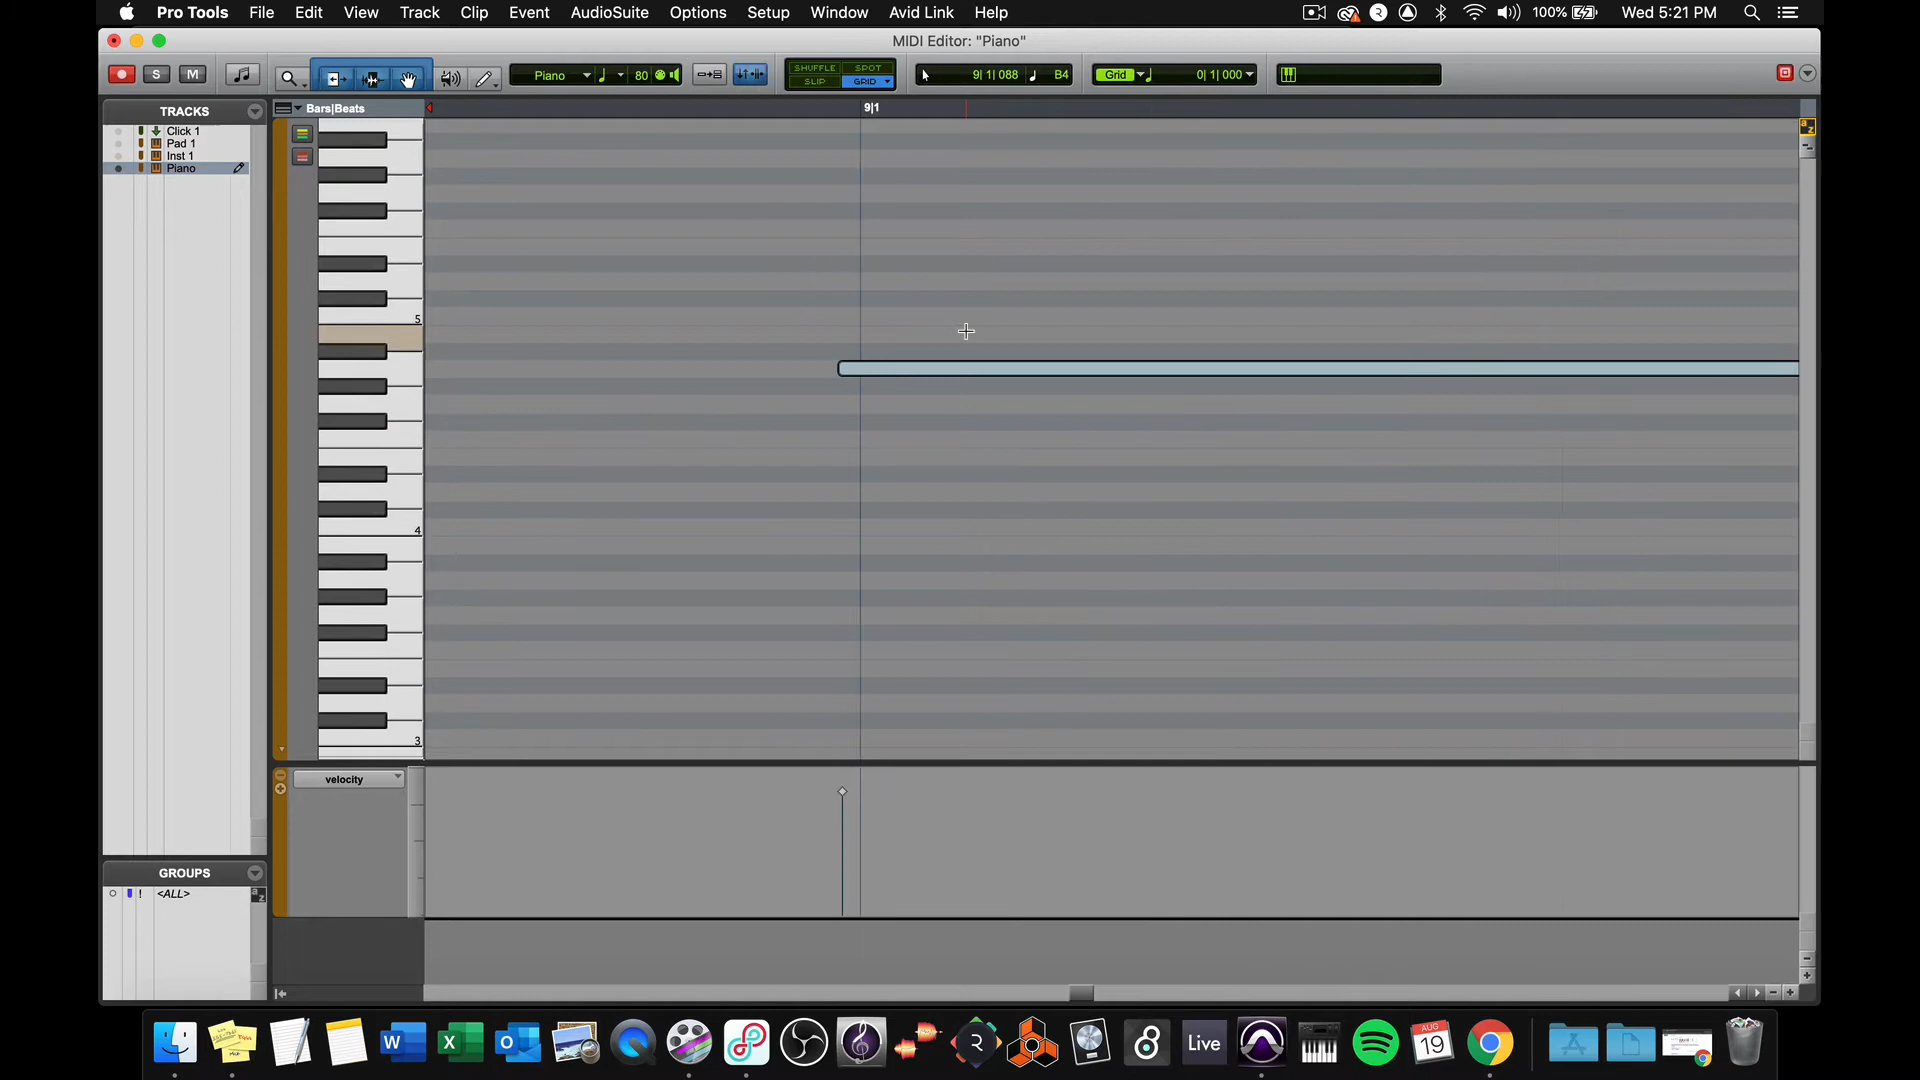 Pro Tools File Edit View Track Clip Event AudioSuite Options Setup Window Avid Link Help 100% Wed 5:21 PM
MIDI Editor: "Piano"
S M Piano 80 SHUFFLE SPOT SLIP GRID 9| 1| 088 B4 Grid 0| 1| 000
TRACKS
Bars|Beats 9|1
Click 1
Pad 1
Inst 1
Piano
5
4
3
velocity
GROUPS
! <ALL>
a z
W X O R 8 Live AUG 19